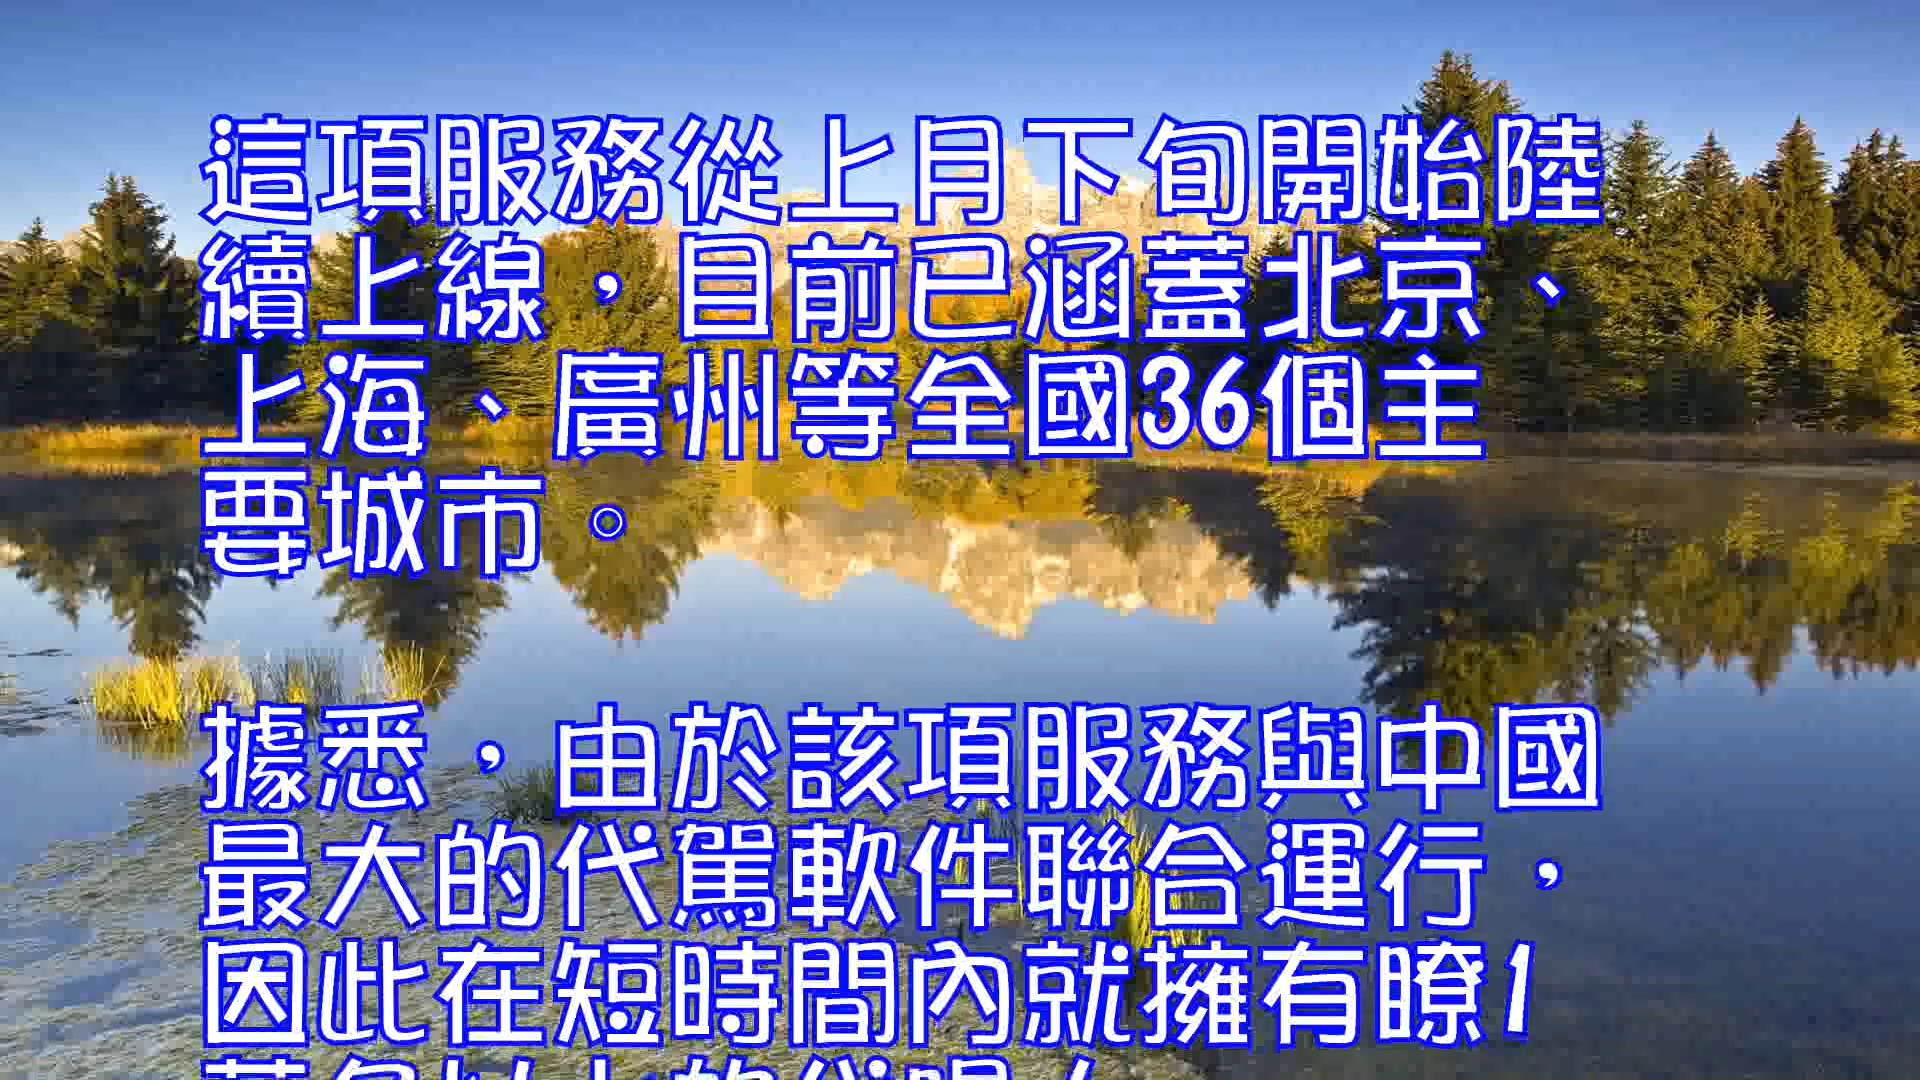 這項服務從上月下旬開始陸
續上線，目前已涵蓋北京、
上海、廣州等全國36個主
要城市。
據悉，由於該項服務與中國
最大的代駕軟件聯合運行，
因此在短時間內就擁有瞭1